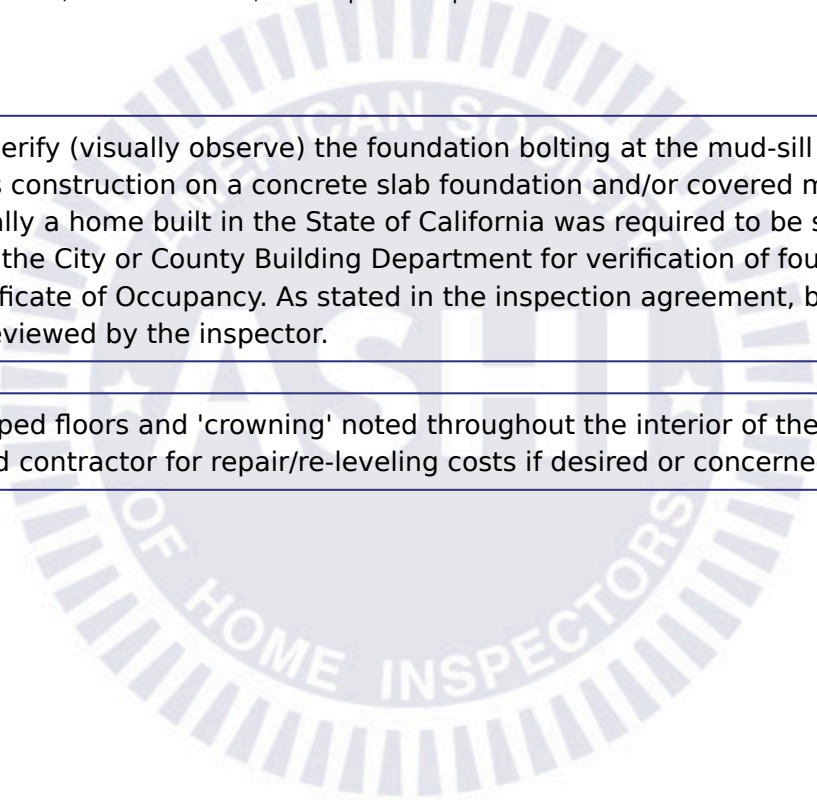 erify (visually observe) the foundation bolting at the mud-sill
construction on a concrete slab foundation and/or covered
ally a home built in the State of California was required to be
the City or County Building Department for verification of fou
ficate of Occupancy. As stated in the inspection agreement, b
eviewed by the inspector.
ped floors and 'crowning' noted throughout the interior of the
d contractor for repair/re-leveling costs if desired or concerne
AMERICAN SOCIETY
ASHI
OF HOME INSPECTORS